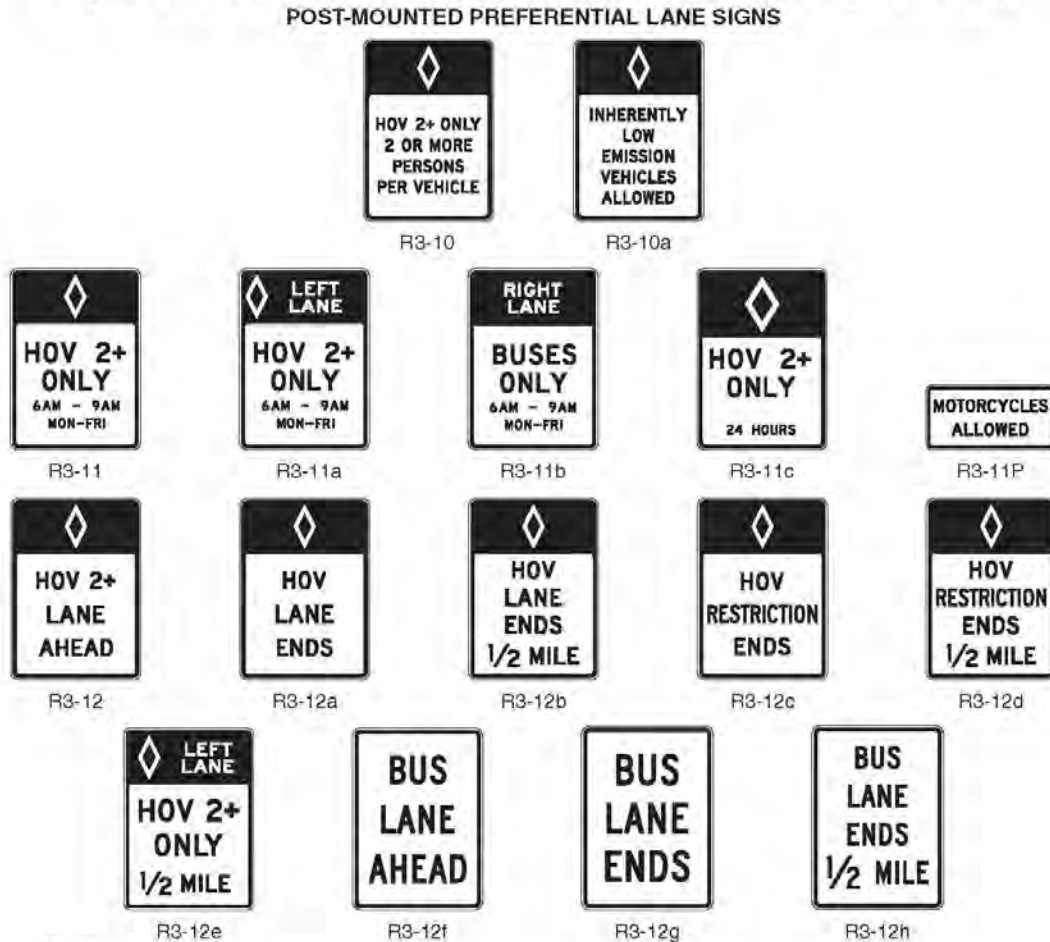 POST-MOUNTED PREFERENTIAL LANE SIGNS
HOV 2+ ONLY
2 OR MORE
PERSONS
PER VEHICLE
R3-10
INHERENTLY
LOW
EMISSION
VEHICLES
ALLOWED
R3-10a
HOV 2+
ONLY
6AM – 9AM
MON–FRI
R3-11
LEFT
LANE
HOV 2+
ONLY
6AM – 9AM
MON–FRI
R3-11a
RIGHT
LANE
BUSES
ONLY
6AM – 9AM
MON–FRI
R3-11b
HOV 2+
ONLY
24 HOURS
R3-11c
MOTORCYCLES
ALLOWED
R3-11P
HOV 2+
LANE
AHEAD
R3-12
HOV
LANE
ENDS
R3-12a
HOV
LANE
ENDS
1/2 MILE
R3-12b
HOV
RESTRICTION
ENDS
R3-12c
HOV
RESTRICTION
ENDS
1/2 MILE
R3-12d
LEFT
LANE
HOV 2+
ONLY
1/2 MILE
R3-12e
BUS
LANE
AHEAD
R3-12f
BUS
LANE
ENDS
R3-12g
BUS
LANE
ENDS
1/2 MILE
R3-12h